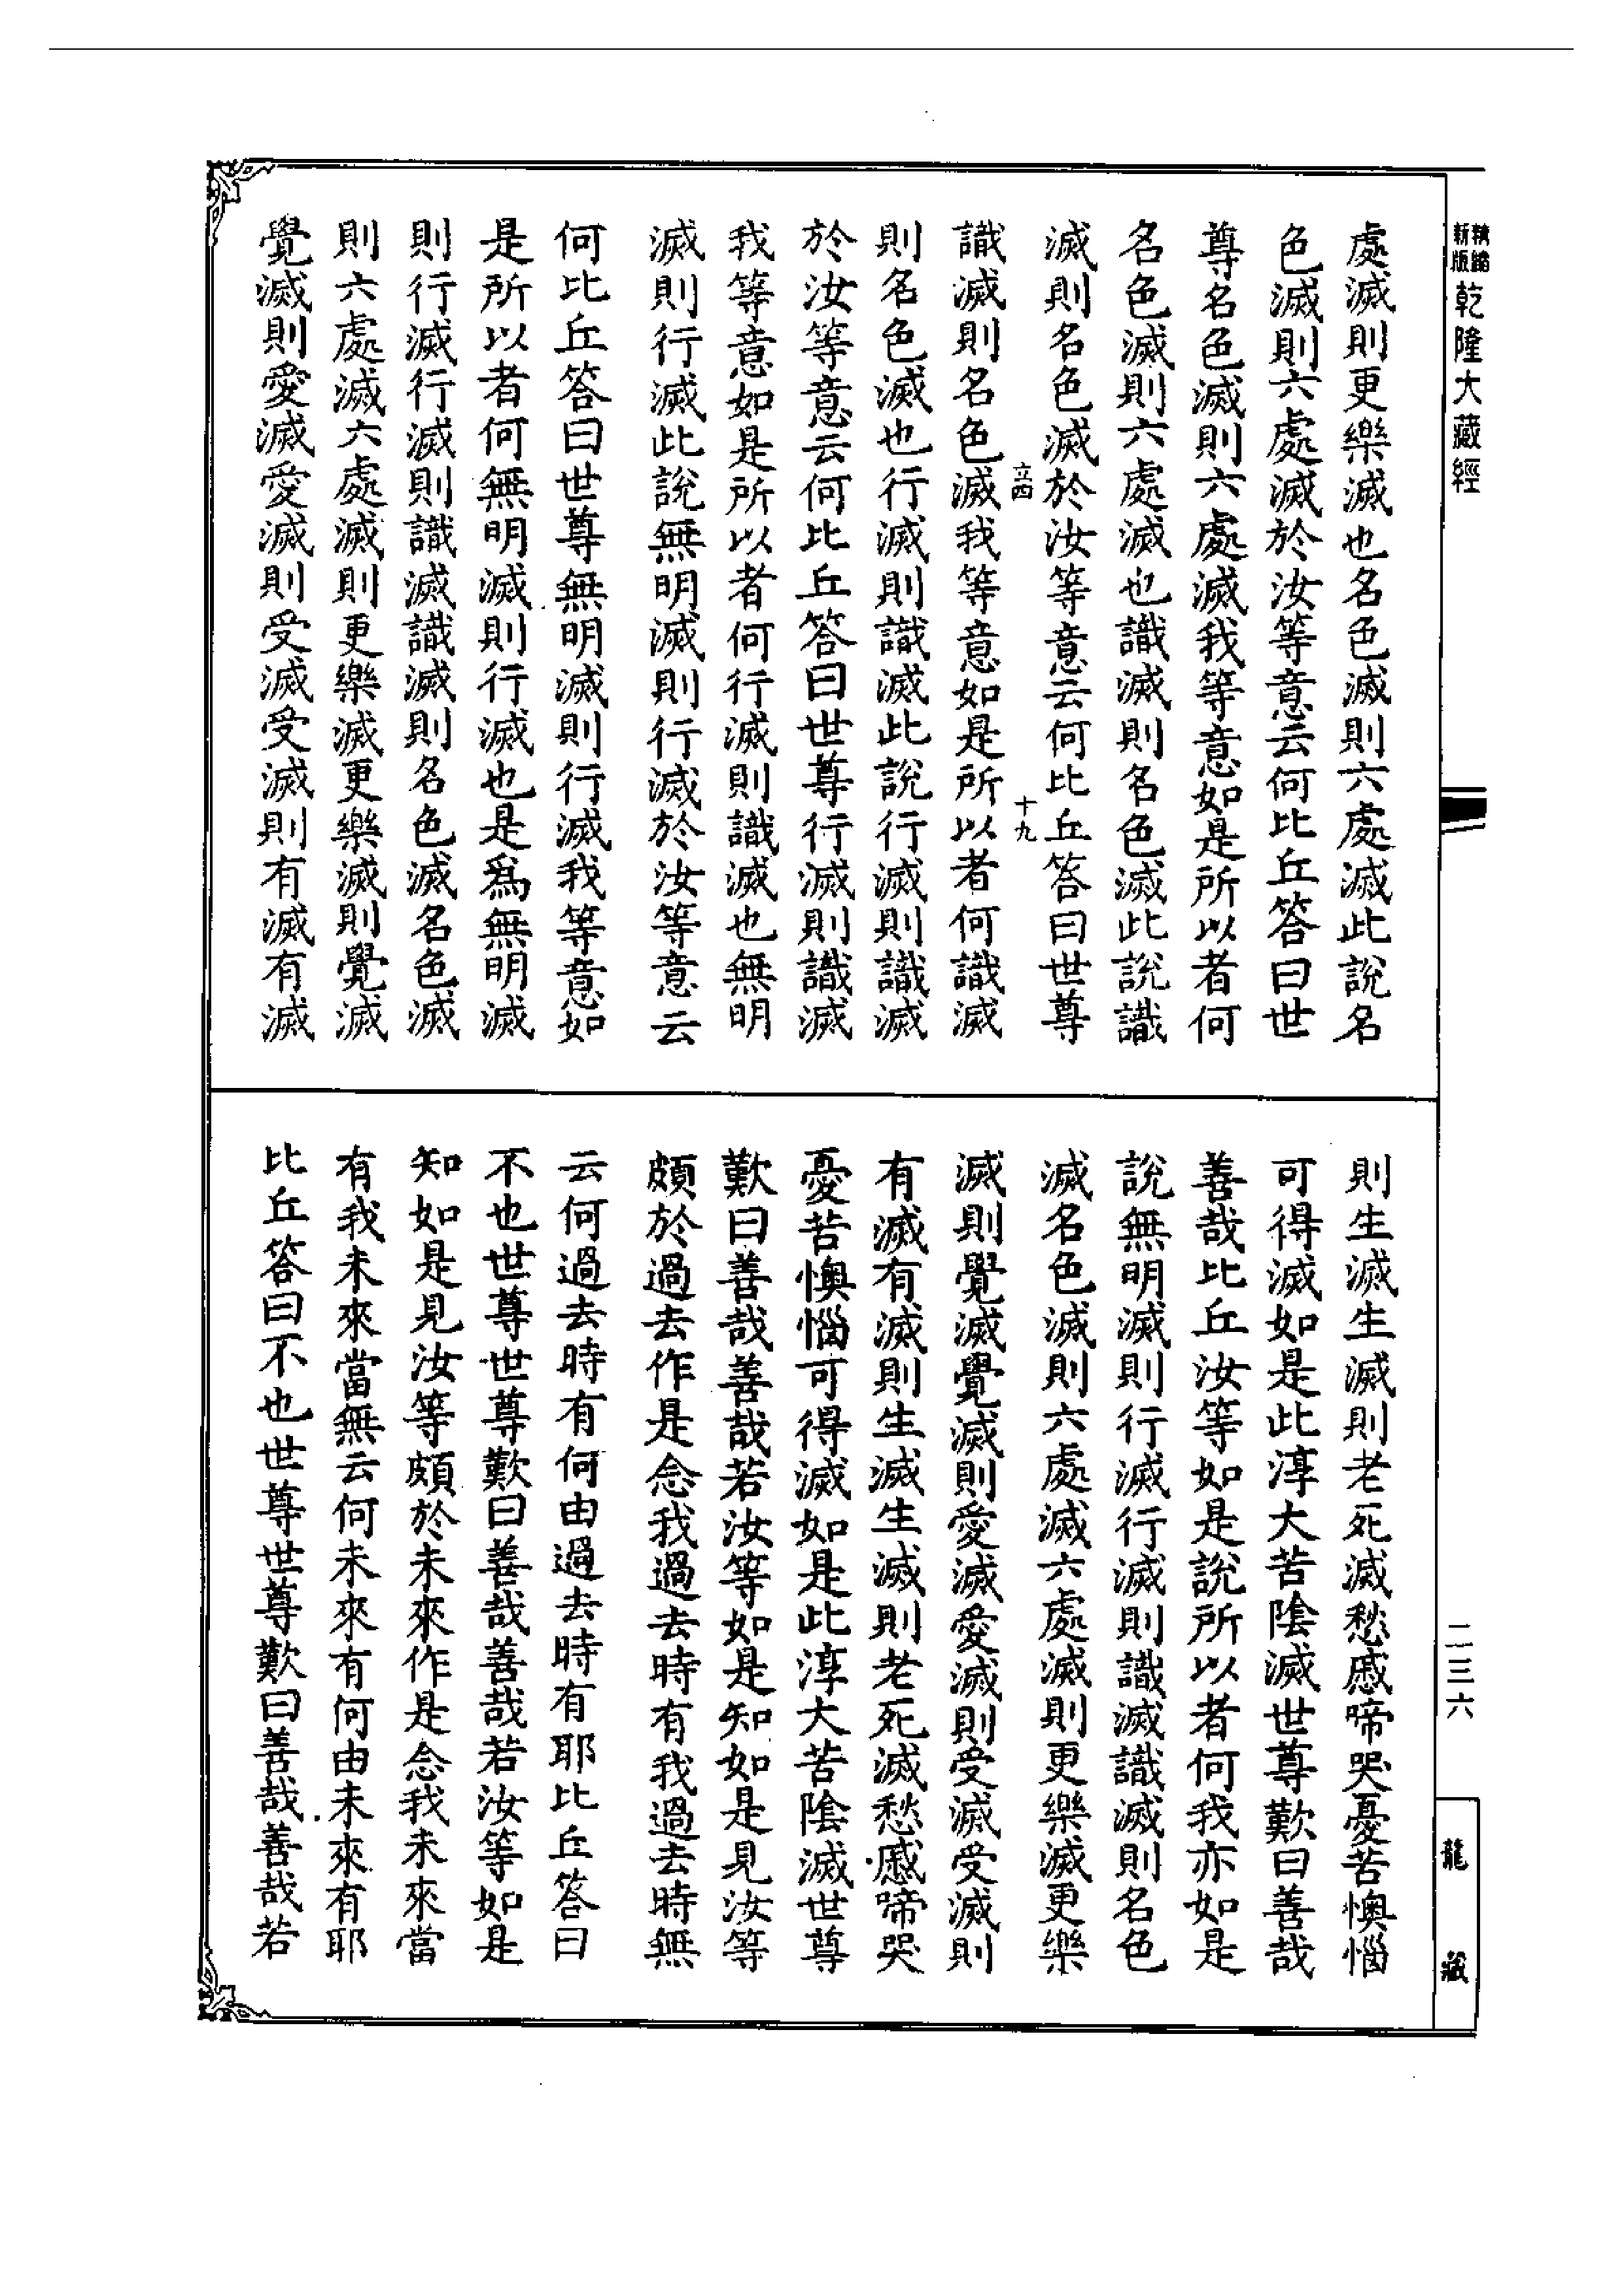 精縮
新版
乾隆大藏經
處滅則更樂滅也名色滅則六處滅此說名
色滅則六處滅於汝等意云何比丘答曰世
尊名色滅則六處滅我等意如是所以者何
名色滅則六處滅也識滅則名色滅此說識
滅則名色滅於汝等意云何比丘答曰世尊
立四
十九
識滅則名色滅我等意如是所以者何識滅
則名色滅也行滅則識滅此說行滅則識滅
於汝等意云何比丘答曰世尊行滅則識滅
我等意如是所以者何行滅則識滅也無明
滅則行滅此說無明滅則行滅於汝等意云
何比丘答曰世尊無明滅則行滅我等意如
是所以者何無明滅則行滅也是為無明滅
則行滅行滅則識滅識滅則名色滅名色滅
則六處滅六處滅則更樂滅更樂滅則覺滅
覺滅則愛滅愛滅則受滅受滅則有滅有滅
則生滅生滅則老死滅愁慼啼哭憂苦懊惱
可得滅如是此淳大苦陰滅世尊歎曰善哉
善哉比丘汝等如是說所以者何我亦如是
說無明滅則行滅行滅則識滅識滅則名色
滅名色滅則六處滅六處滅則更樂滅更樂
滅則覺滅覺滅則愛滅愛滅則受滅受滅則
有滅有滅則生滅生滅則老死滅愁慼啼哭
憂苦懊惱可得滅如是此淳大苦陰滅世尊
歎曰善哉善哉若汝等如是知如是見汝等
頗於過去作是念我過去時有我過去時無
云何過去時有何由過去時有耶比丘答曰
不也世尊世尊歎曰善哉善哉若汝等如是
知如是見汝等頗於未來作是念我未來當
有我未來當無云何未來有何由未來有耶
比丘答曰不也世尊世尊歎曰善哉善哉若
二三六
龍藏